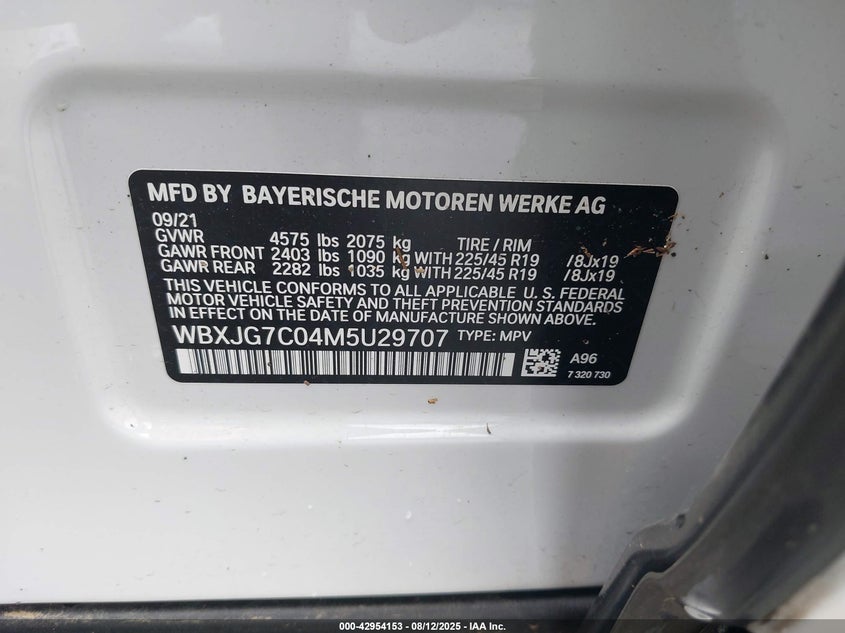 MFD BY BAYERISCHE MOTOREN WERKE AG
09/21
GVWR 4575 lbs 2075 kg TIRE / RIM
GAWR FRONT 2403 lbs 1090 kg WITH 225/45 R19 /8Jx19
GAWR REAR 2282 lbs 1035 kg WITH 225/45 R19 /8Jx19
THIS VEHICLE CONFORMS TO ALL APPLICABLE U. S. FEDERAL
MOTOR VEHICLE SAFETY AND THEFT PREVENTION STANDARDS
IN EFFECT ON THE DATE OF MANUFACTURE SHOWN ABOVE.
WBXJG7C04M5U29707 TYPE: MPV
A96
7 320 730
000-42954153 - 08/12/2025 - IAA Inc.